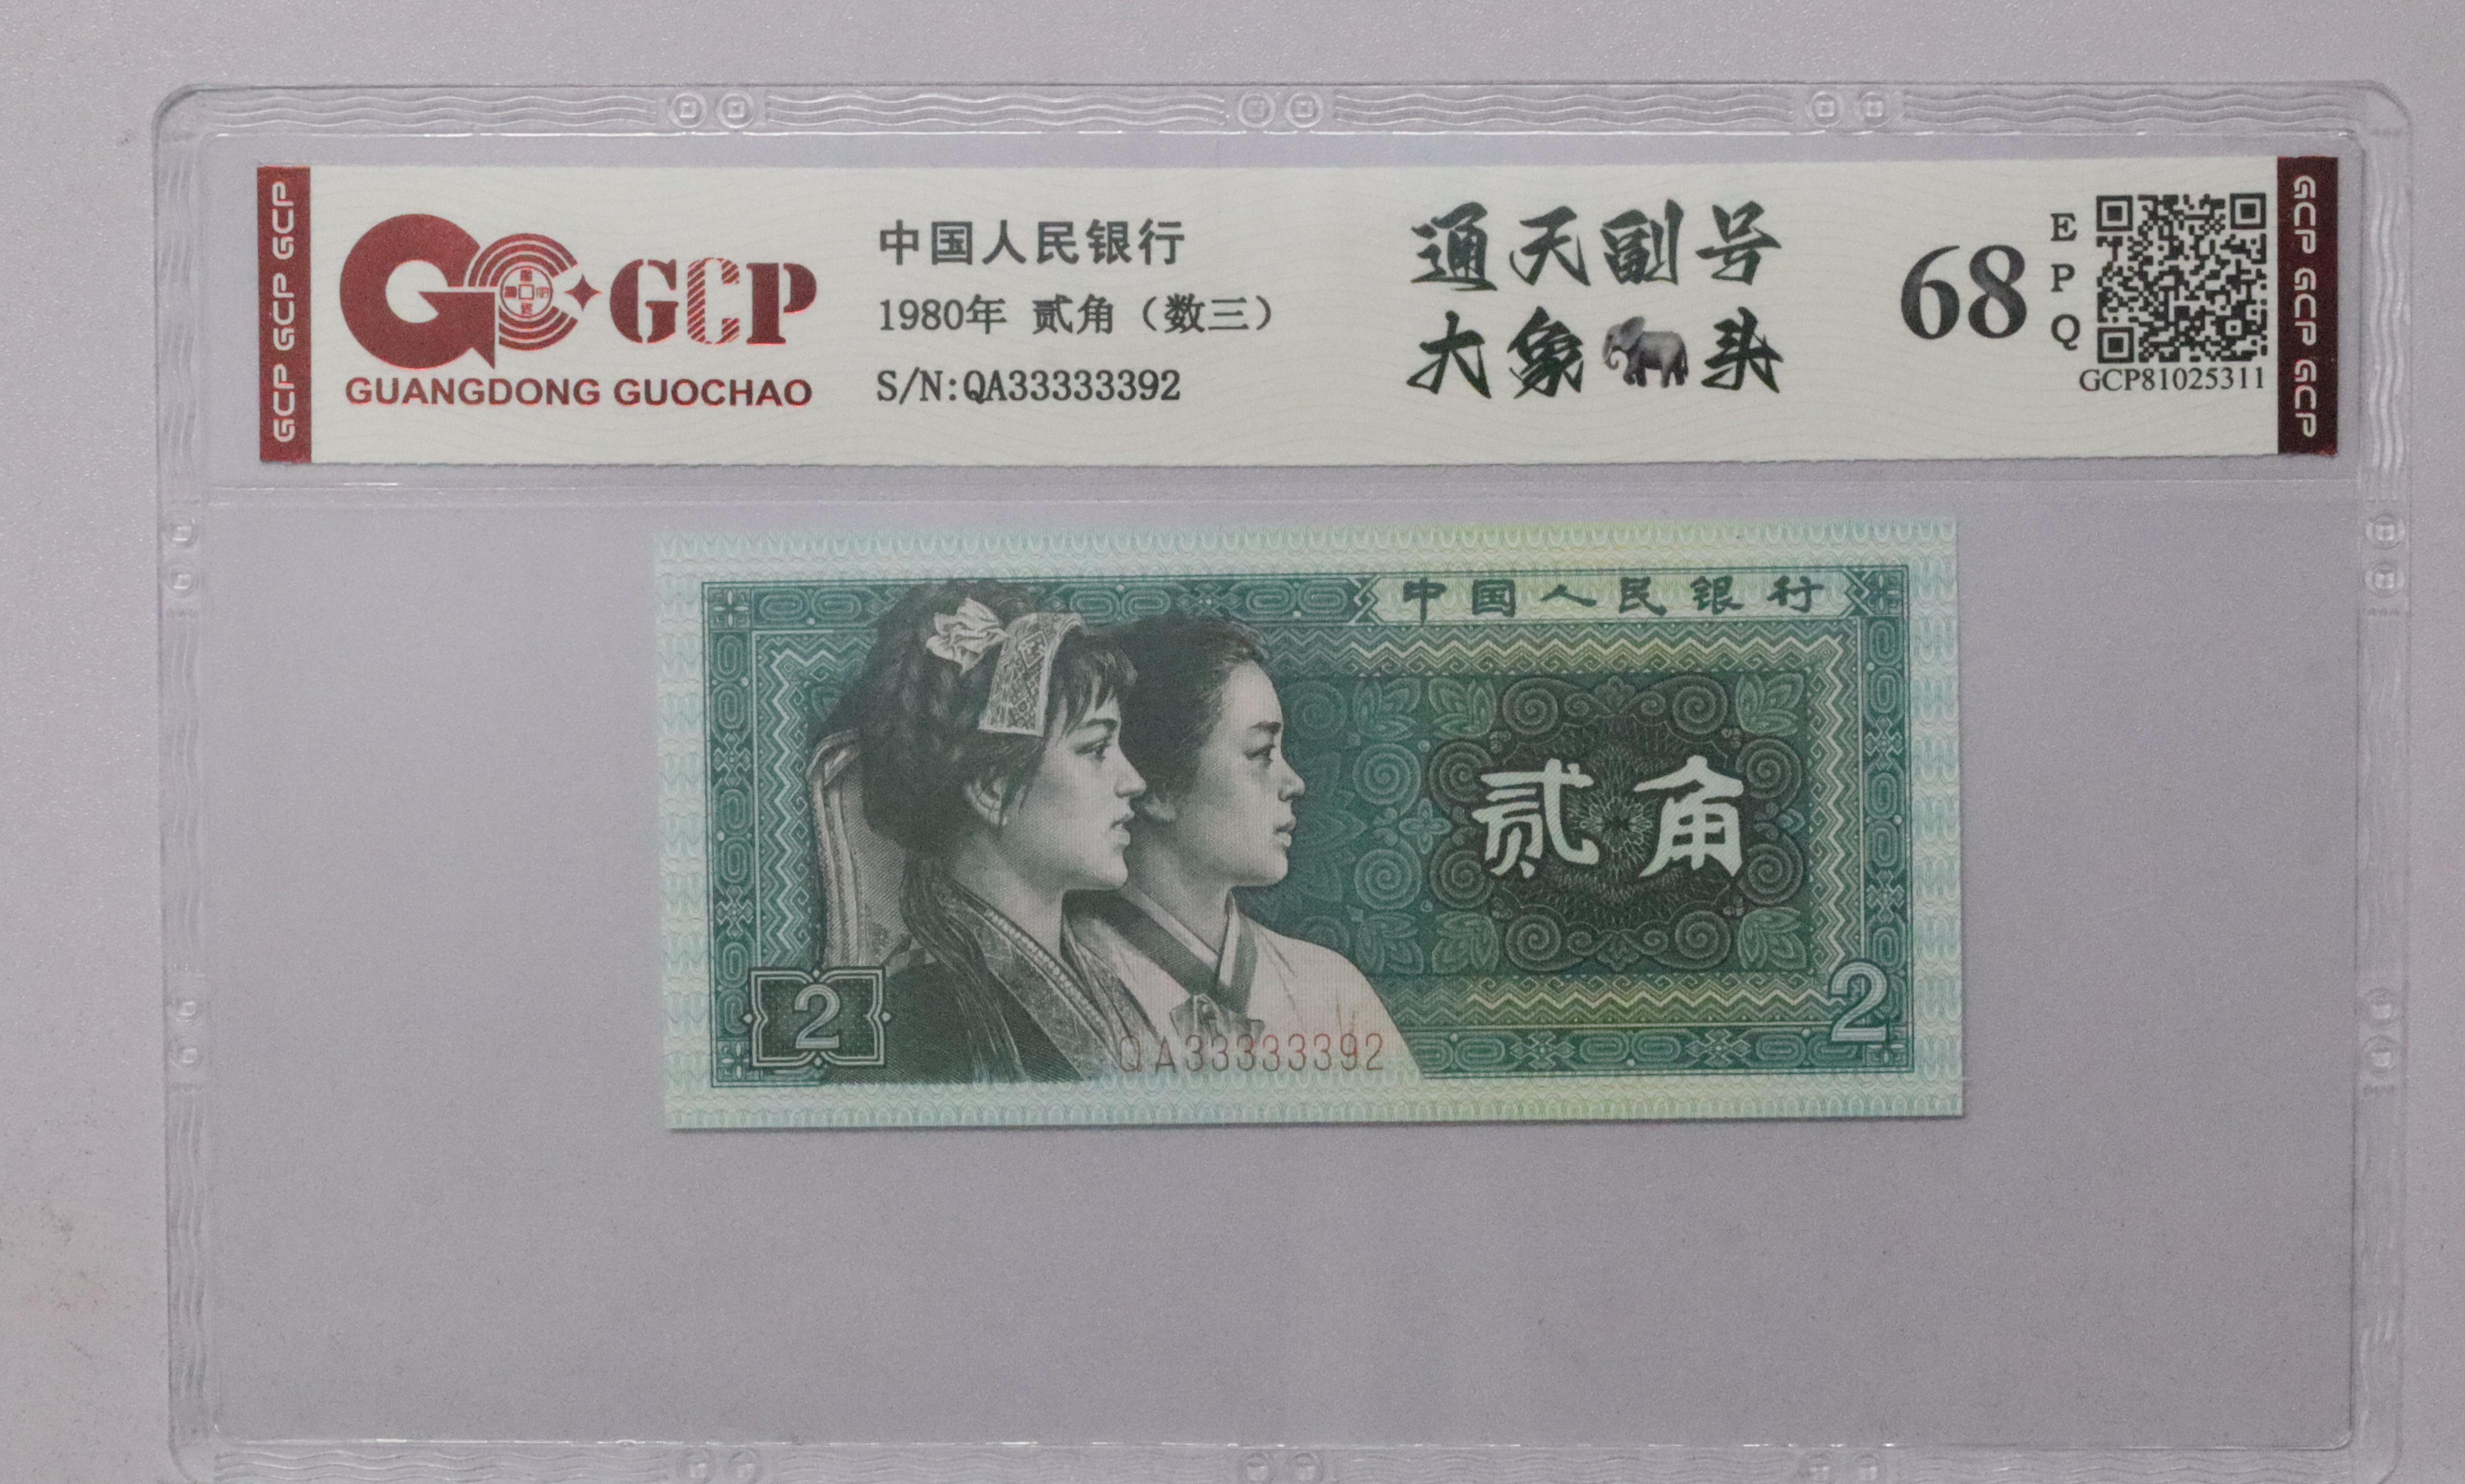 GCP GCP GCP
GCP
GUANGDONG GUOCHAO
中国人民银行
1980年 贰角（数三）
S/N:QA33333392
通天副号
大象头
68
EPQ
GCP81025311
GCP GCP GCP
中国人民银行
贰角
2
2
QA33333392